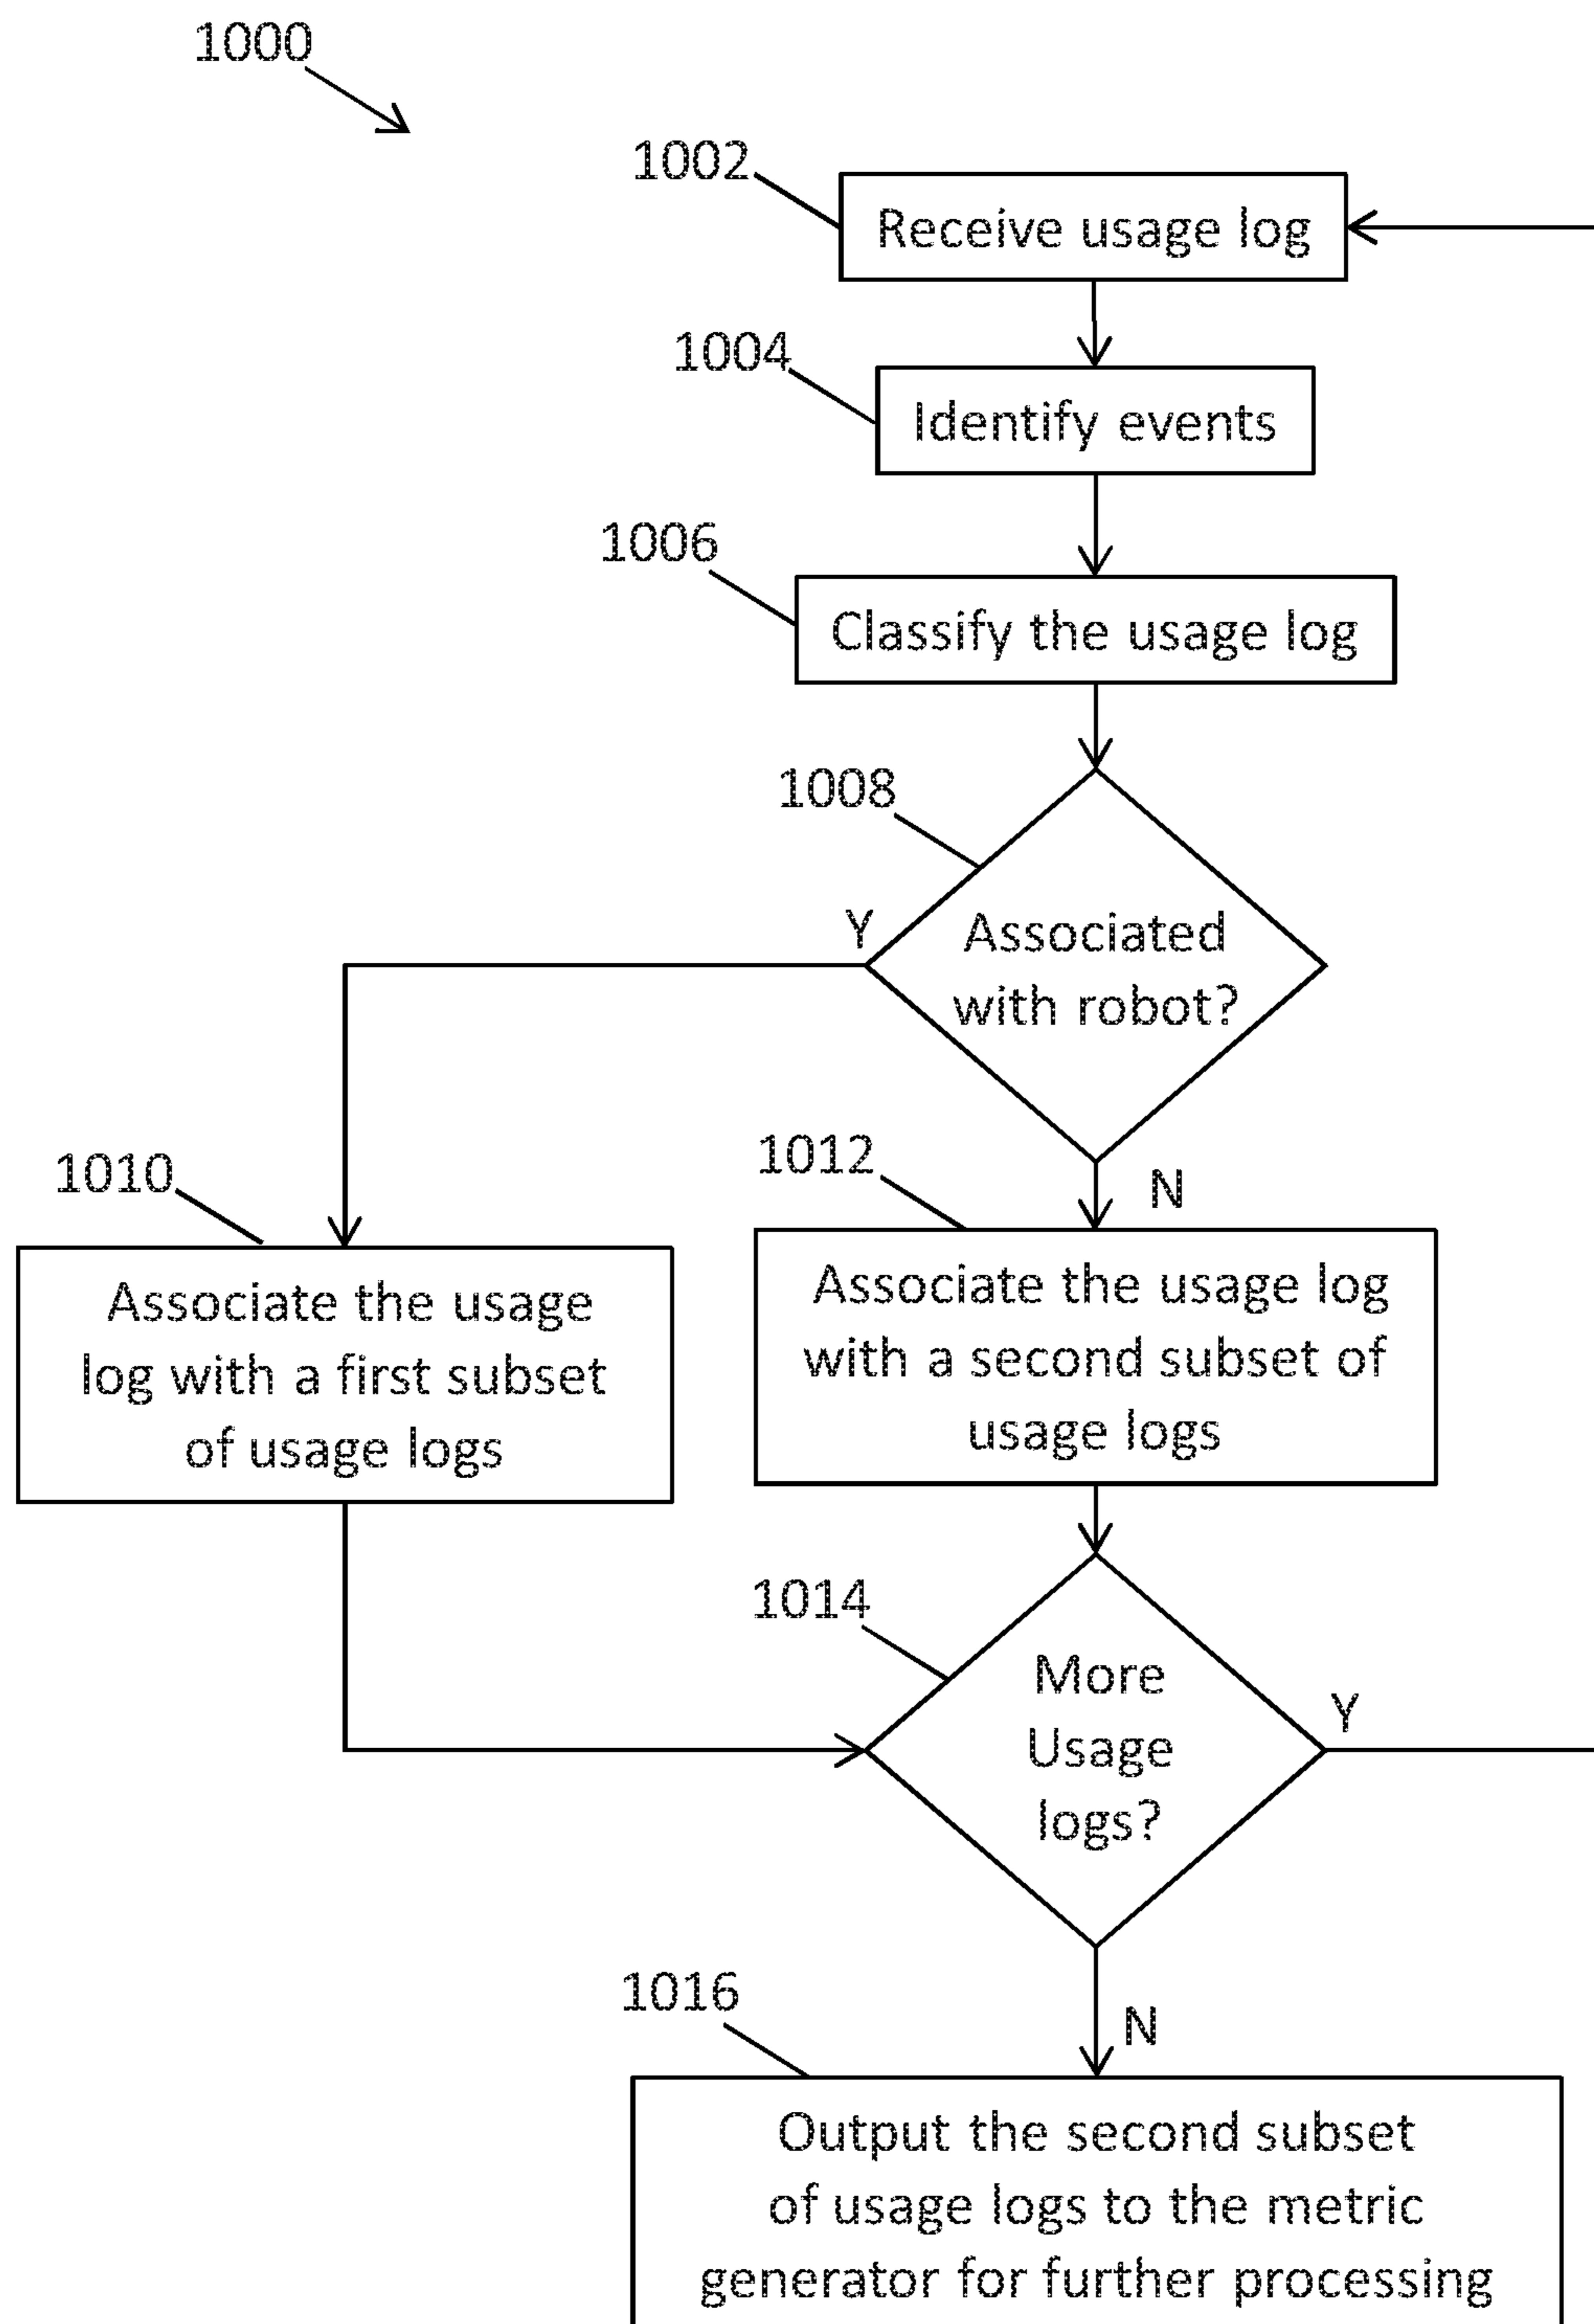 1000
1002
Receive usage log
1004
Identify events
1006
Classify the usage log
1008
Y
Associated
with robot?
N
1010
Associate the usage
log with a first subset
of usage logs
1012
Associate the usage log
with a second subset of
usage logs
1014
More
Usage
logs?
Y
N
1016
Output the second subset
of usage logs to the metric
generator for further processing